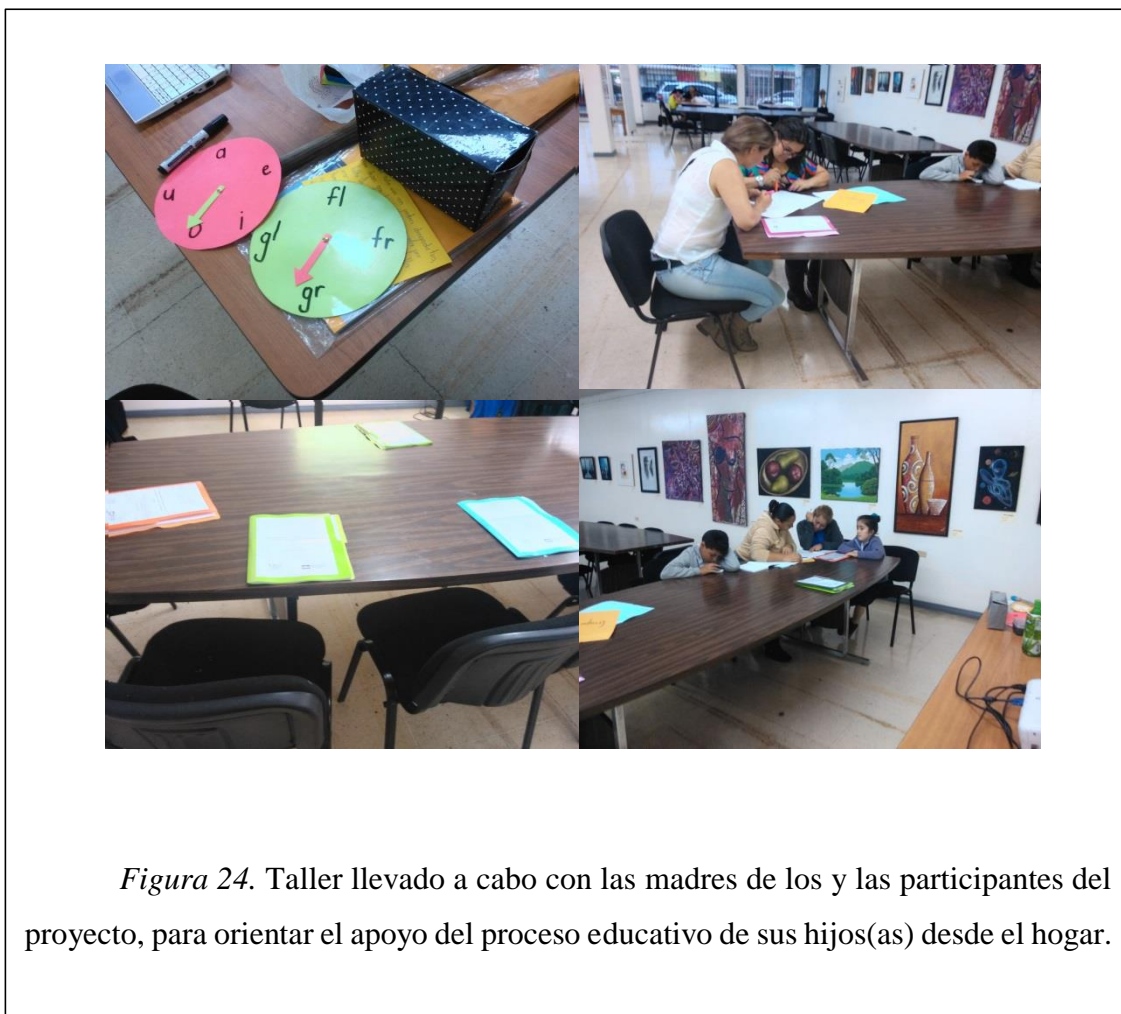 a
e
i
o
u
fl
fr
gr
gl
Figura 24. Taller llevado a cabo con las madres de los y las participantes del
proyecto, para orientar el apoyo del proceso educativo de sus hijos(as) desde el hogar.